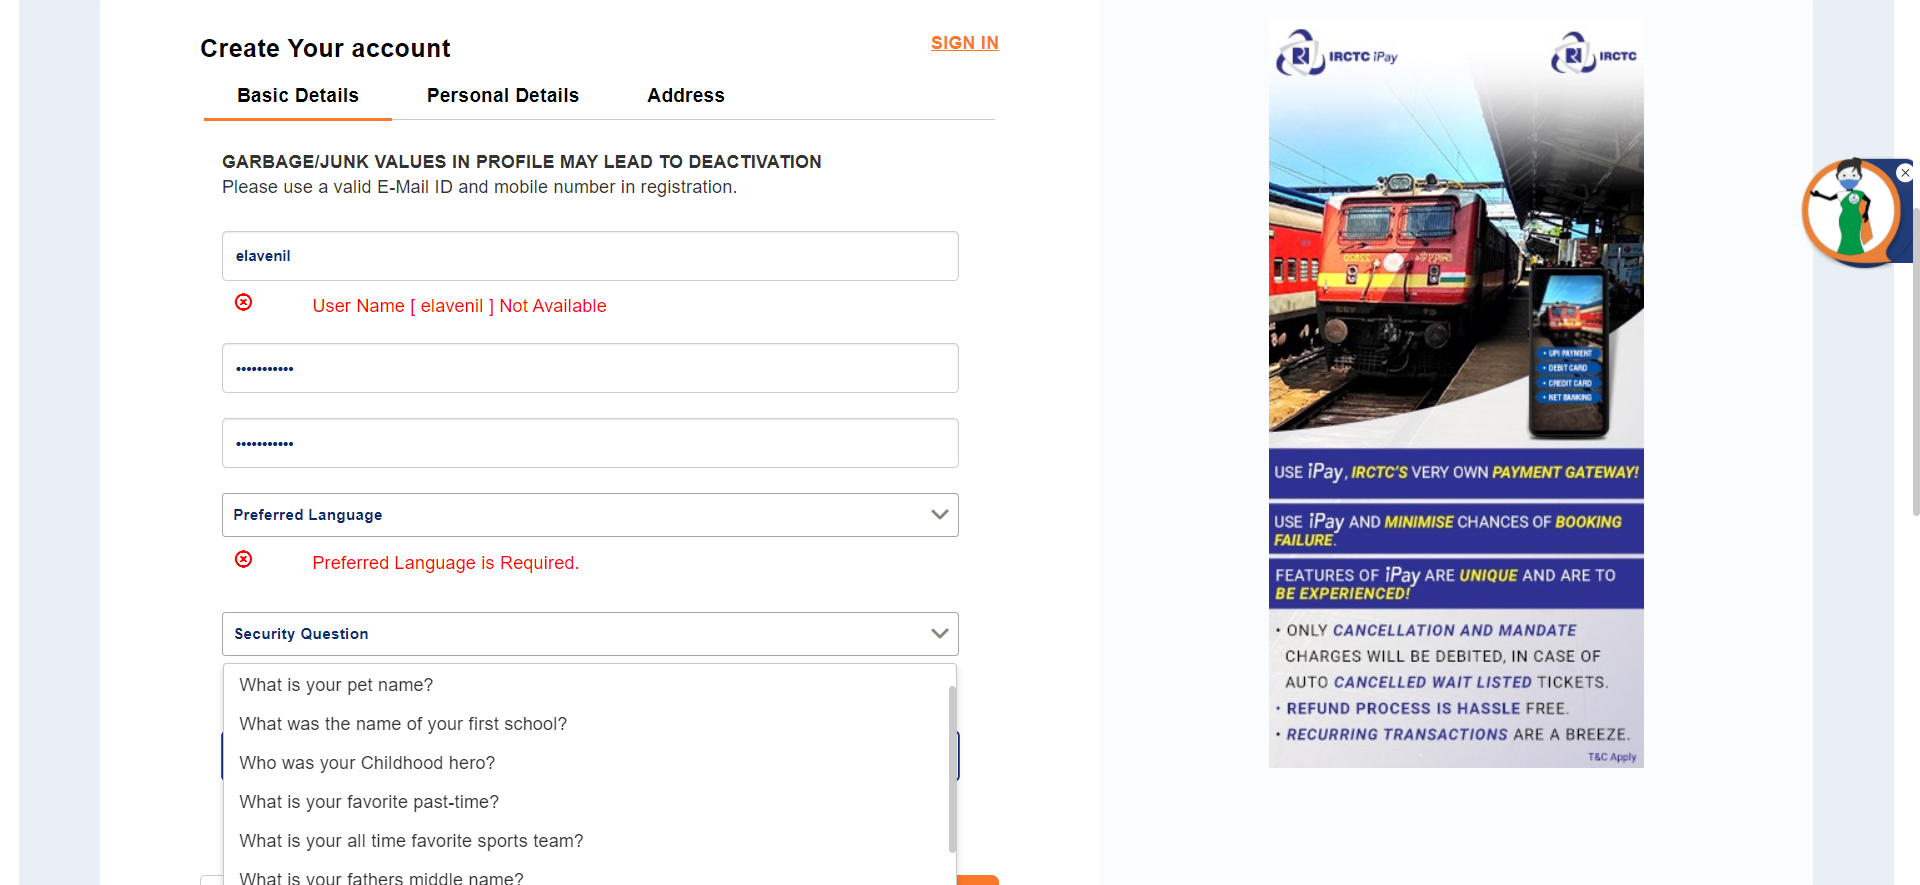 Create Your account
SIGN IN
Basic Details
Personal Details
Address
GARBAGE/JUNK VALUES IN PROFILE MAY LEAD TO DEACTIVATION
Please use a valid E-Mail ID and mobile number in registration.
elavenil
User Name [ elavenil ] Not Available
•••••••••••
•••••••••••
Preferred Language
Preferred Language is Required.
Security Question
What is your pet name?
What was the name of your first school?
Who was your Childhood hero?
What is your favorite past-time?
What is your all time favorite sports team?
What is your fathers middle name?
IRCTC iPay
IRCTC
• UPI PAYMENT
• DEBIT CARD
• CREDIT CARD
• NET BANKING
USE iPay, IRCTC'S VERY OWN PAYMENT GATEWAY!
USE iPay AND MINIMISE CHANCES OF BOOKING
FAILURE.
FEATURES OF iPay ARE UNIQUE AND ARE TO
BE EXPERIENCED!
• ONLY CANCELLATION AND MANDATE
CHARGES WILL BE DEBITED, IN CASE OF
AUTO CANCELLED WAIT LISTED TICKETS.
• REFUND PROCESS IS HASSLE FREE.
• RECURRING TRANSACTIONS ARE A BREEZE.
T&C Apply